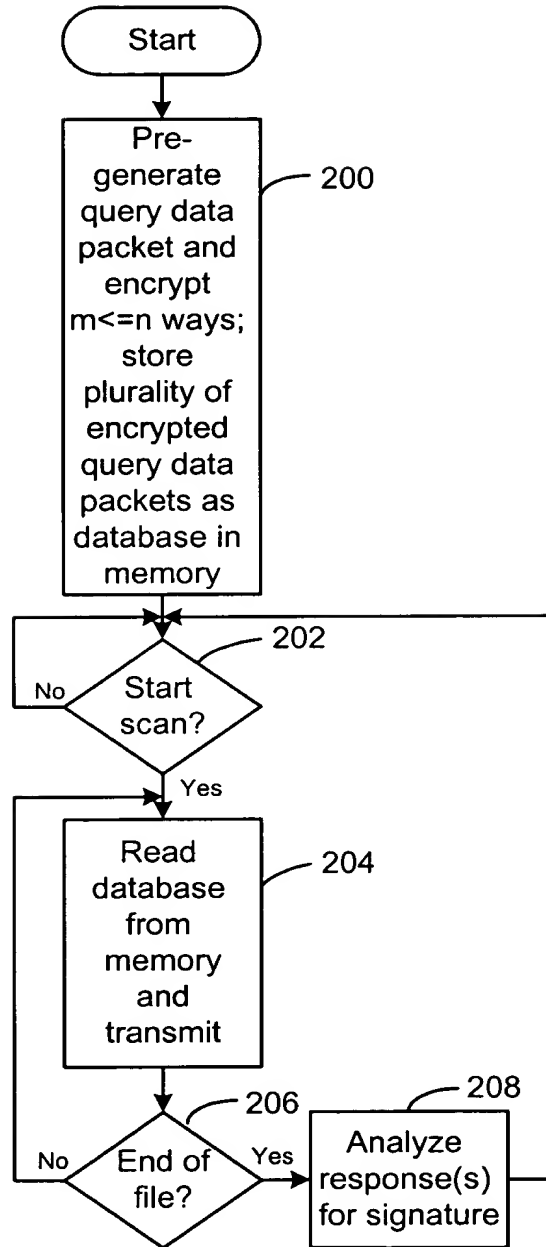 Start
Pre-
generate
query data
packet and
encrypt
m<=n ways;
store
plurality of
encrypted
query data
packets as
database in
memory
200
202
Start
scan?
No
Yes
Read
database
from
memory
and
transmit
204
206
End of
file?
No
Yes
208
Analyze
response(s)
for signature